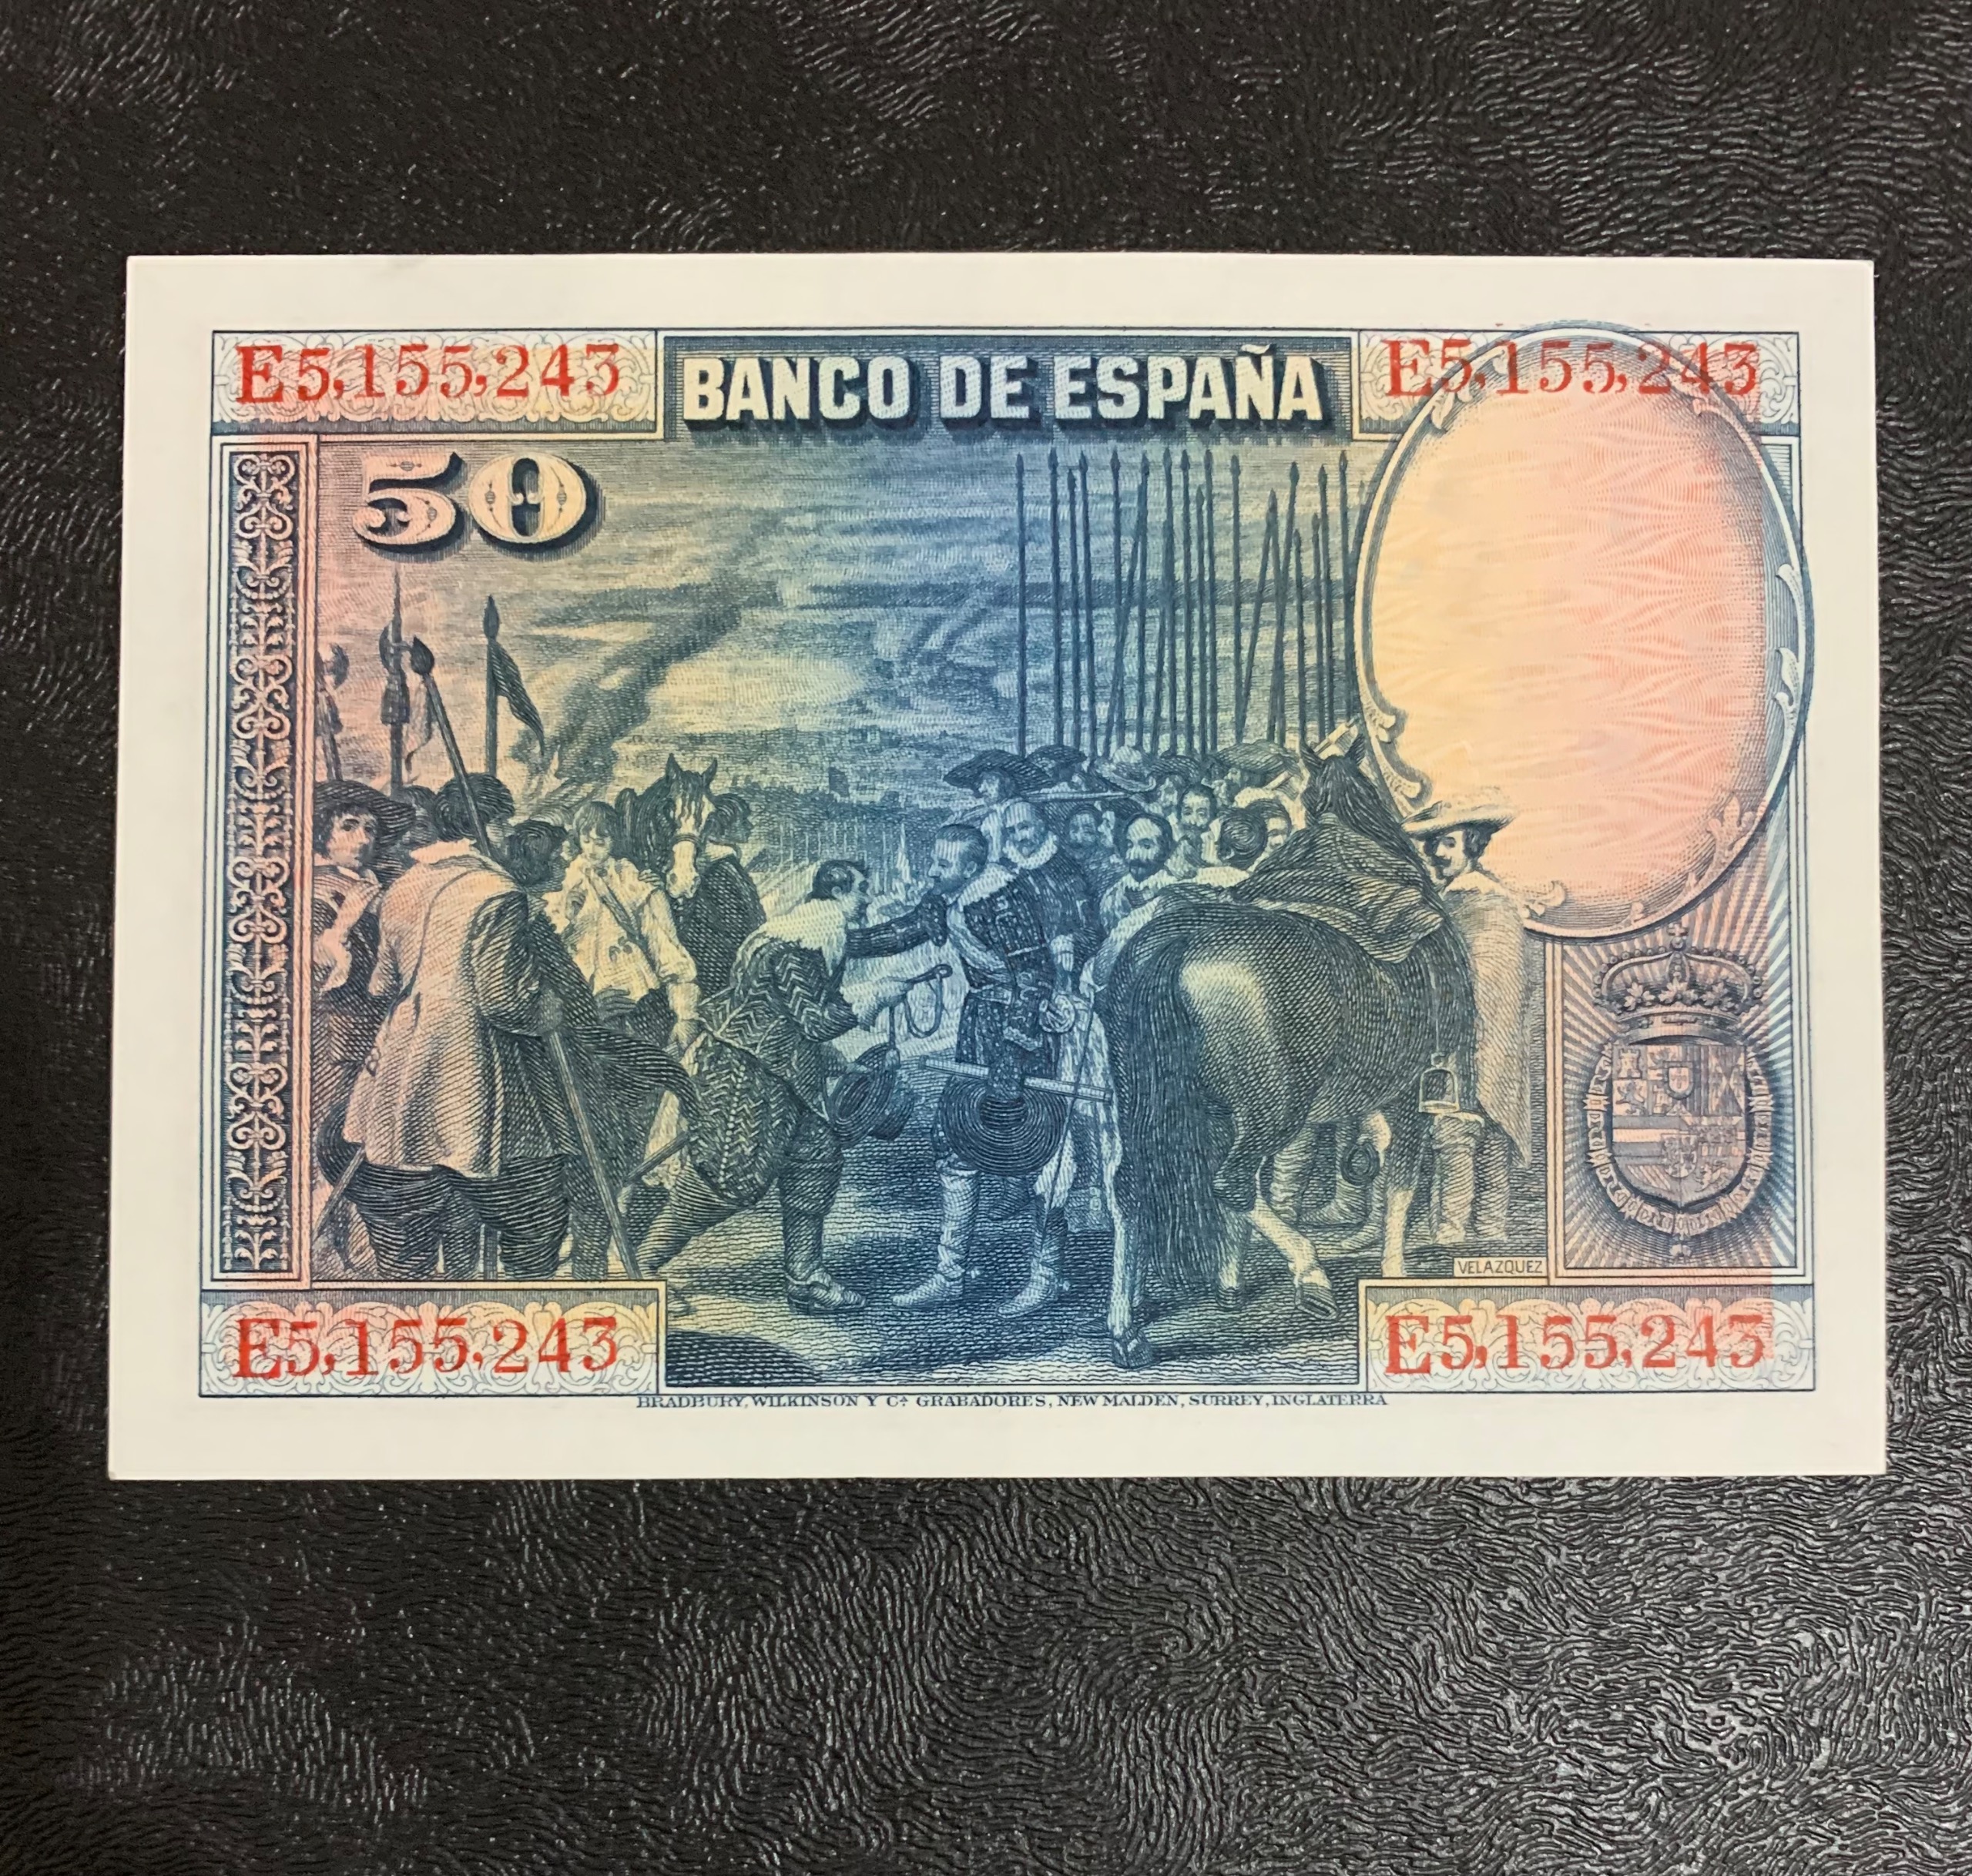 E5,155,243
BANCO DE ESPAÑA
E5,155,243
50
VELAZQUEZ
E5,155,243
E5,155,243
BRADBURY, WILKINSON Y Cª GRABADORES, NEW MALDEN, SURREY, INGLATERRA